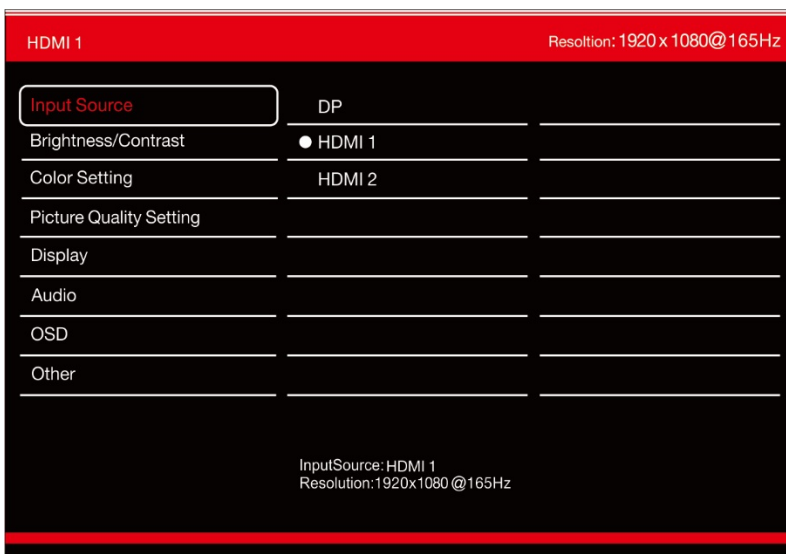 HDMI 1
Resoltion: 1920 x 1080@165Hz
Input Source
DP
Brightness/Contrast
HDMI 1
Color Setting
HDMI 2
Picture Quality Setting
Display
Audio
OSD
Other
InputSource: HDMI 1
Resolution:1920x1080@165Hz